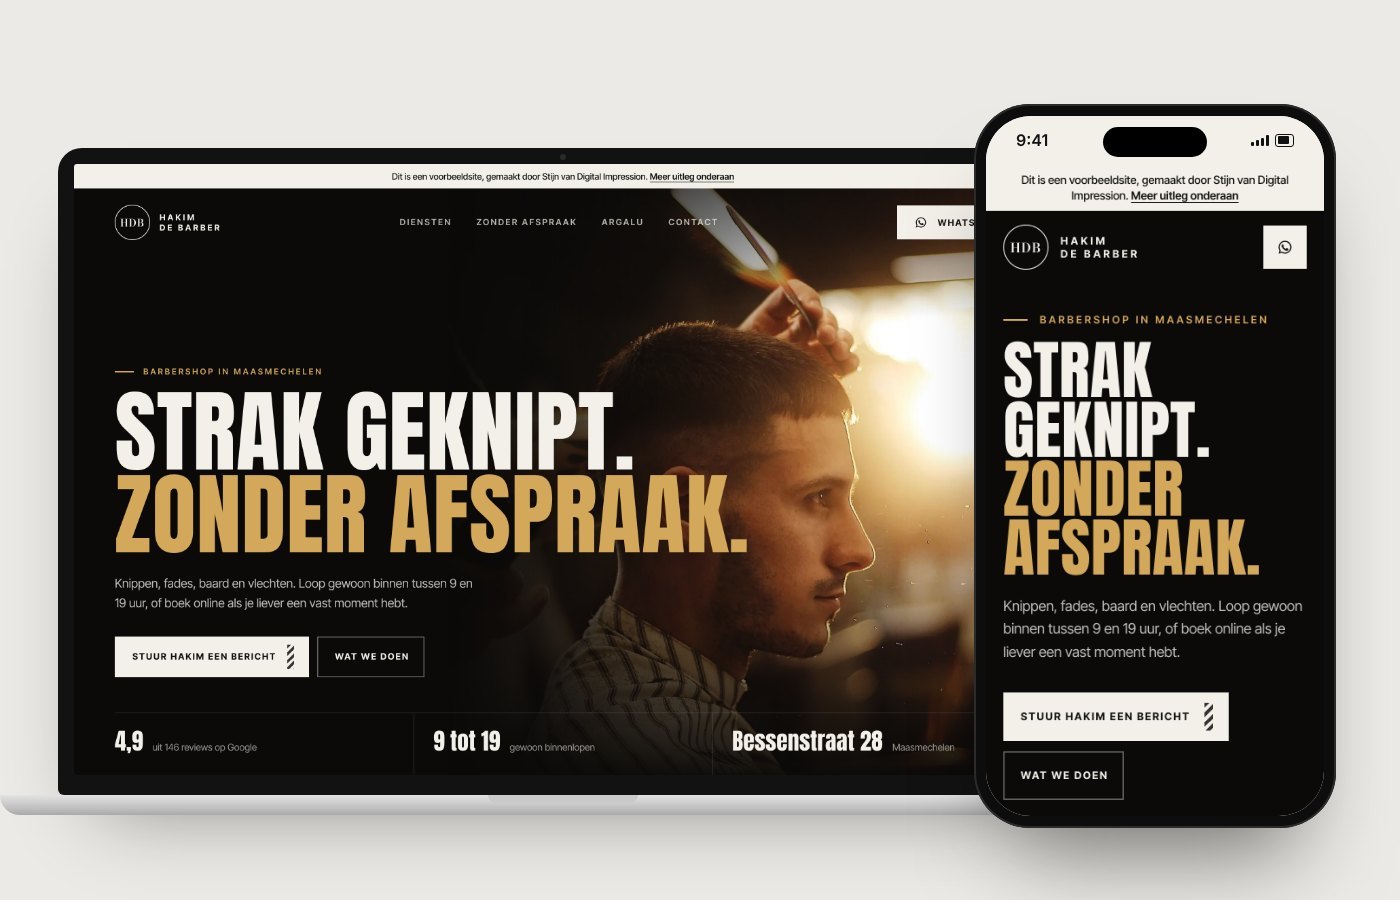 Dit is een voorbeeldsite, gemaakt door Stijn van Digital Impression. Meer uitleg onderaan
HDB
HAKIM
DE BARBER
DIENSTEN
ZONDER AFSPRAAK
ARGALU
CONTACT
WHATS
BARBERSHOP IN MAASMECHELEN
STRAK GEKNIPT.
ZONDER AFSPRAAK.
Knippen, fades, baard en vlechten. Loop gewoon binnen tussen 9 en
19 uur, of boek online als je liever een vast moment hebt.
STUUR HAKIM EEN BERICHT
WAT WE DOEN
4,9 uit 146 reviews op Google
9 tot 19 gewoon binnenlopen
Bessenstraat 28 Maasmechelen
9:41
Dit is een voorbeeldsite, gemaakt door Stijn van Digital
Impression. Meer uitleg onderaan
HDB
HAKIM
DE BARBER
BARBERSHOP IN MAASMECHELEN
STRAK
GEKNIPT.
ZONDER
AFSPRAAK.
Knippen, fades, baard en vlechten. Loop gewoon
binnen tussen 9 en 19 uur, of boek online als je
liever een vast moment hebt.
STUUR HAKIM EEN BERICHT
WAT WE DOEN